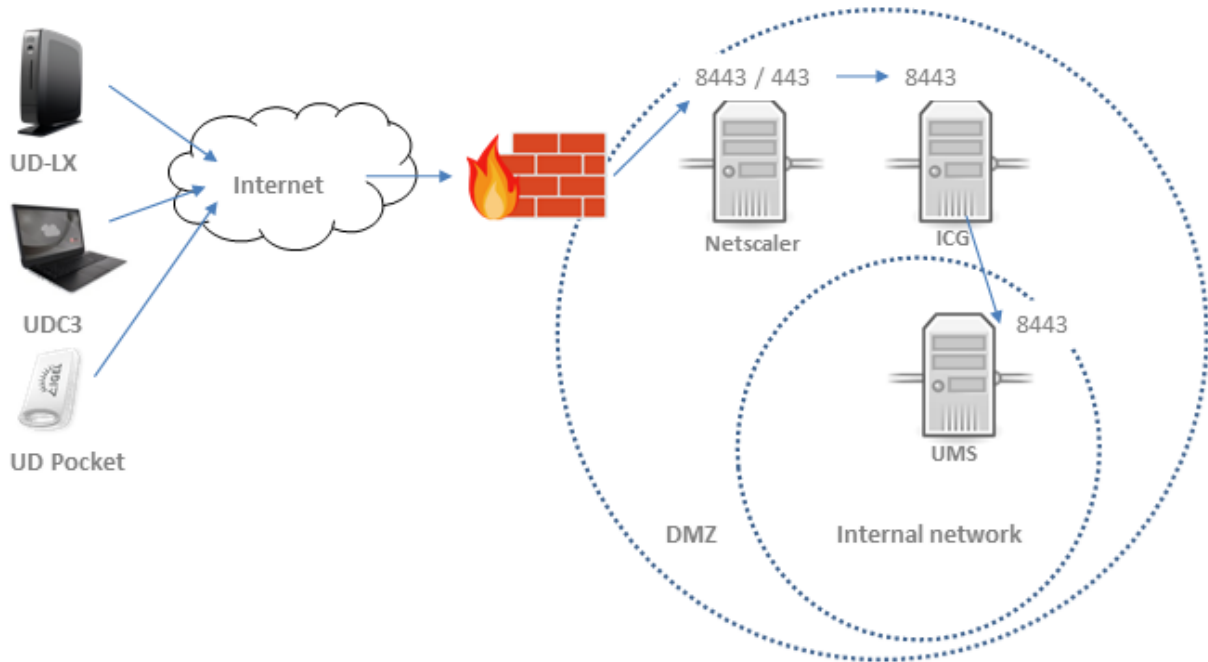 UD-LX
UDC3
UD Pocket
Internet
8443 / 443
8443
Netscaler
ICG
8443
UMS
DMZ
Internal network